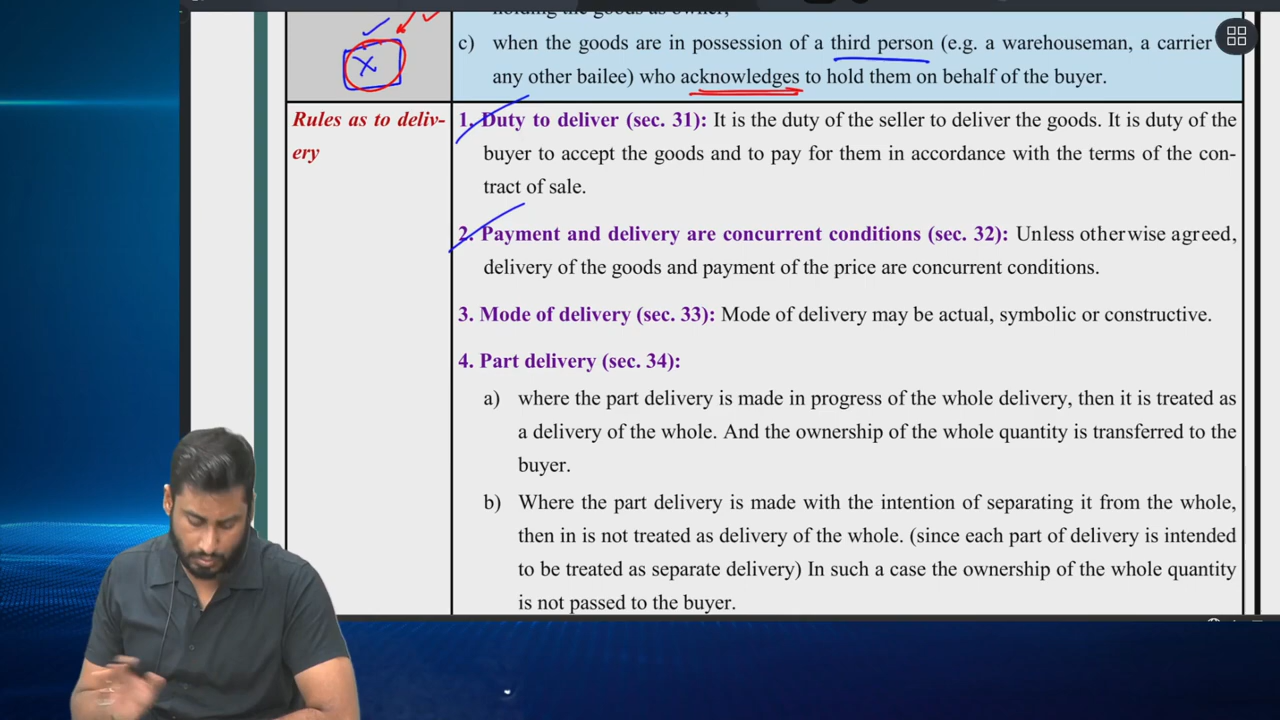 holding the goods as owner;
c) when the goods are in possession of a third person (e.g. a warehouseman, a carrier
any other bailee) who acknowledges to hold them on behalf of the buyer.
Rules as to deliv-
ery
1. Duty to deliver (sec. 31): It is the duty of the seller to deliver the goods. It is duty of the
buyer to accept the goods and to pay for them in accordance with the terms of the con-
tract of sale.
2. Payment and delivery are concurrent conditions (sec. 32): Unless otherwise agreed,
delivery of the goods and payment of the price are concurrent conditions.
3. Mode of delivery (sec. 33): Mode of delivery may be actual, symbolic or constructive.
4. Part delivery (sec. 34):
a) where the part delivery is made in progress of the whole delivery, then it is treated as
a delivery of the whole. And the ownership of the whole quantity is transferred to the
buyer.
b) Where the part delivery is made with the intention of separating it from the whole,
then in is not treated as delivery of the whole. (since each part of delivery is intended
to be treated as separate delivery) In such a case the ownership of the whole quantity
is not passed to the buyer.